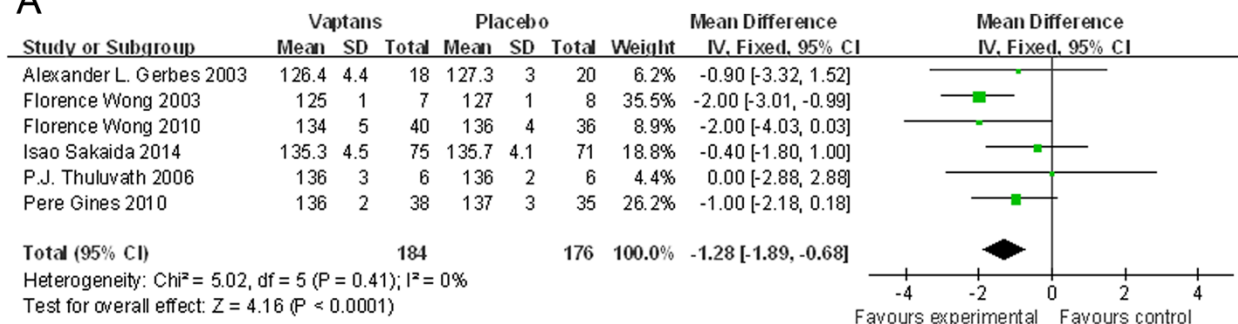 A
Vaptans Placebo Mean Difference Mean Difference
Study or Subgroup Mean SD Total Mean SD Total Weight IV, Fixed, 95% CI IV, Fixed, 95% CI
Alexander L. Gerbes 2003 126.4 4.4 18 127.3 3 20 6.2% -0.90 [-3.32, 1.52]
Florence Wong 2003 125 1 7 127 1 8 35.5% -2.00 [-3.01, -0.99]
Florence Wong 2010 134 5 40 136 4 36 8.9% -2.00 [-4.03, 0.03]
Isao Sakaida 2014 135.3 4.5 75 135.7 4.1 71 18.8% -0.40 [-1.80, 1.00]
P.J. Thuluvath 2006 136 3 6 136 2 6 4.4% 0.00 [-2.88, 2.88]
Pere Gines 2010 136 2 38 137 3 35 26.2% -1.00 [-2.18, 0.18]
Total (95% CI) 184 176 100.0% -1.28 [-1.89, -0.68]
Heterogeneity: Chi² = 5.02, df = 5 (P = 0.41); I² = 0%
Test for overall effect: Z = 4.16 (P < 0.0001)
-4 -2 0 2 4
Favours experimental Favours control